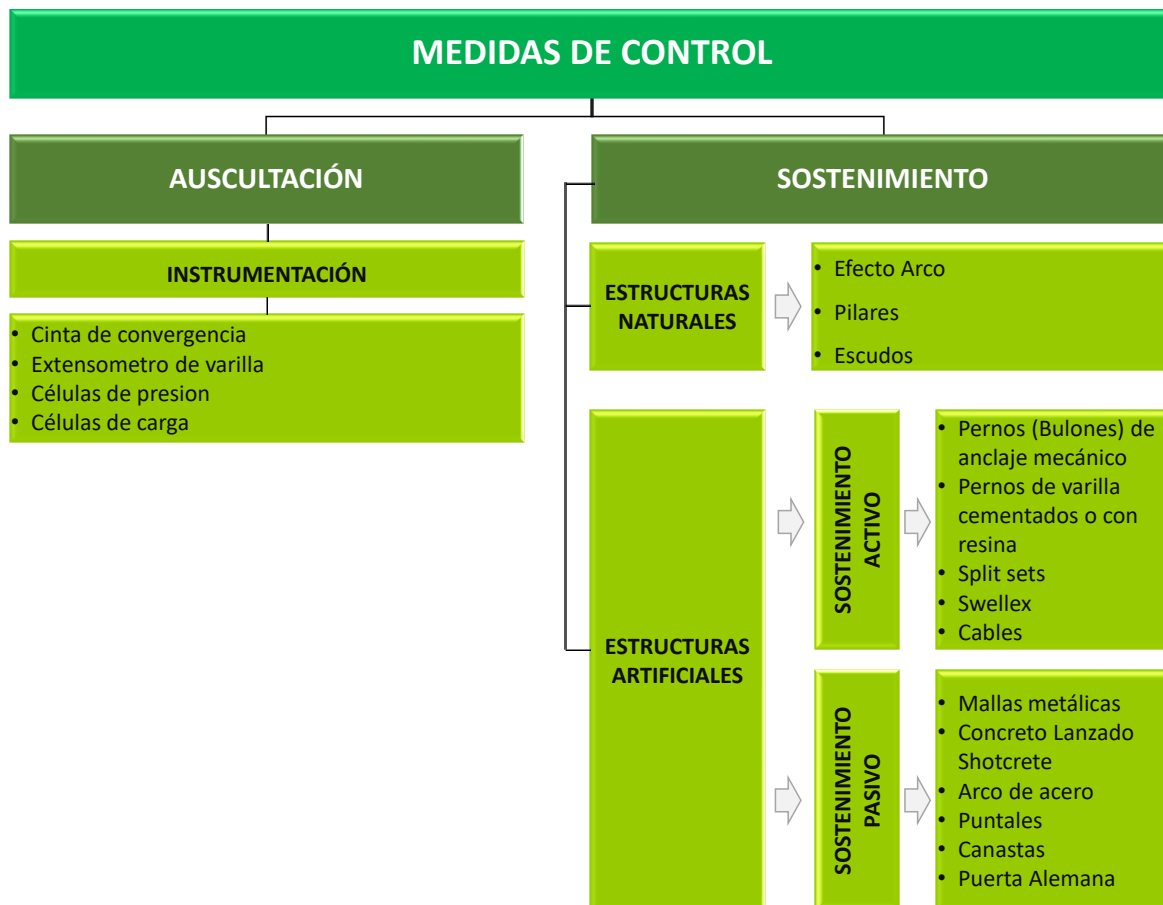 MEDIDAS DE CONTROL
AUSCULTACIÓN
INSTRUMENTACIÓN
• Cinta de convergencia
• Extensometro de varilla
• Células de presion
• Células de carga
SOSTENIMIENTO
ESTRUCTURAS
NATURALES
• Efecto Arco
• Pilares
• Escudos
ESTRUCTURAS
ARTIFICIALES
SOSTENIMIENTO
ACTIVO
• Pernos (Bulones) de
anclaje mecánico
• Pernos de varilla
cementados o con
resina
• Split sets
• Swellex
• Cables
SOSTENIMIENTO
PASIVO
• Mallas metálicas
• Concreto Lanzado
Shotcrete
• Arco de acero
• Puntales
• Canastas
• Puerta Alemana